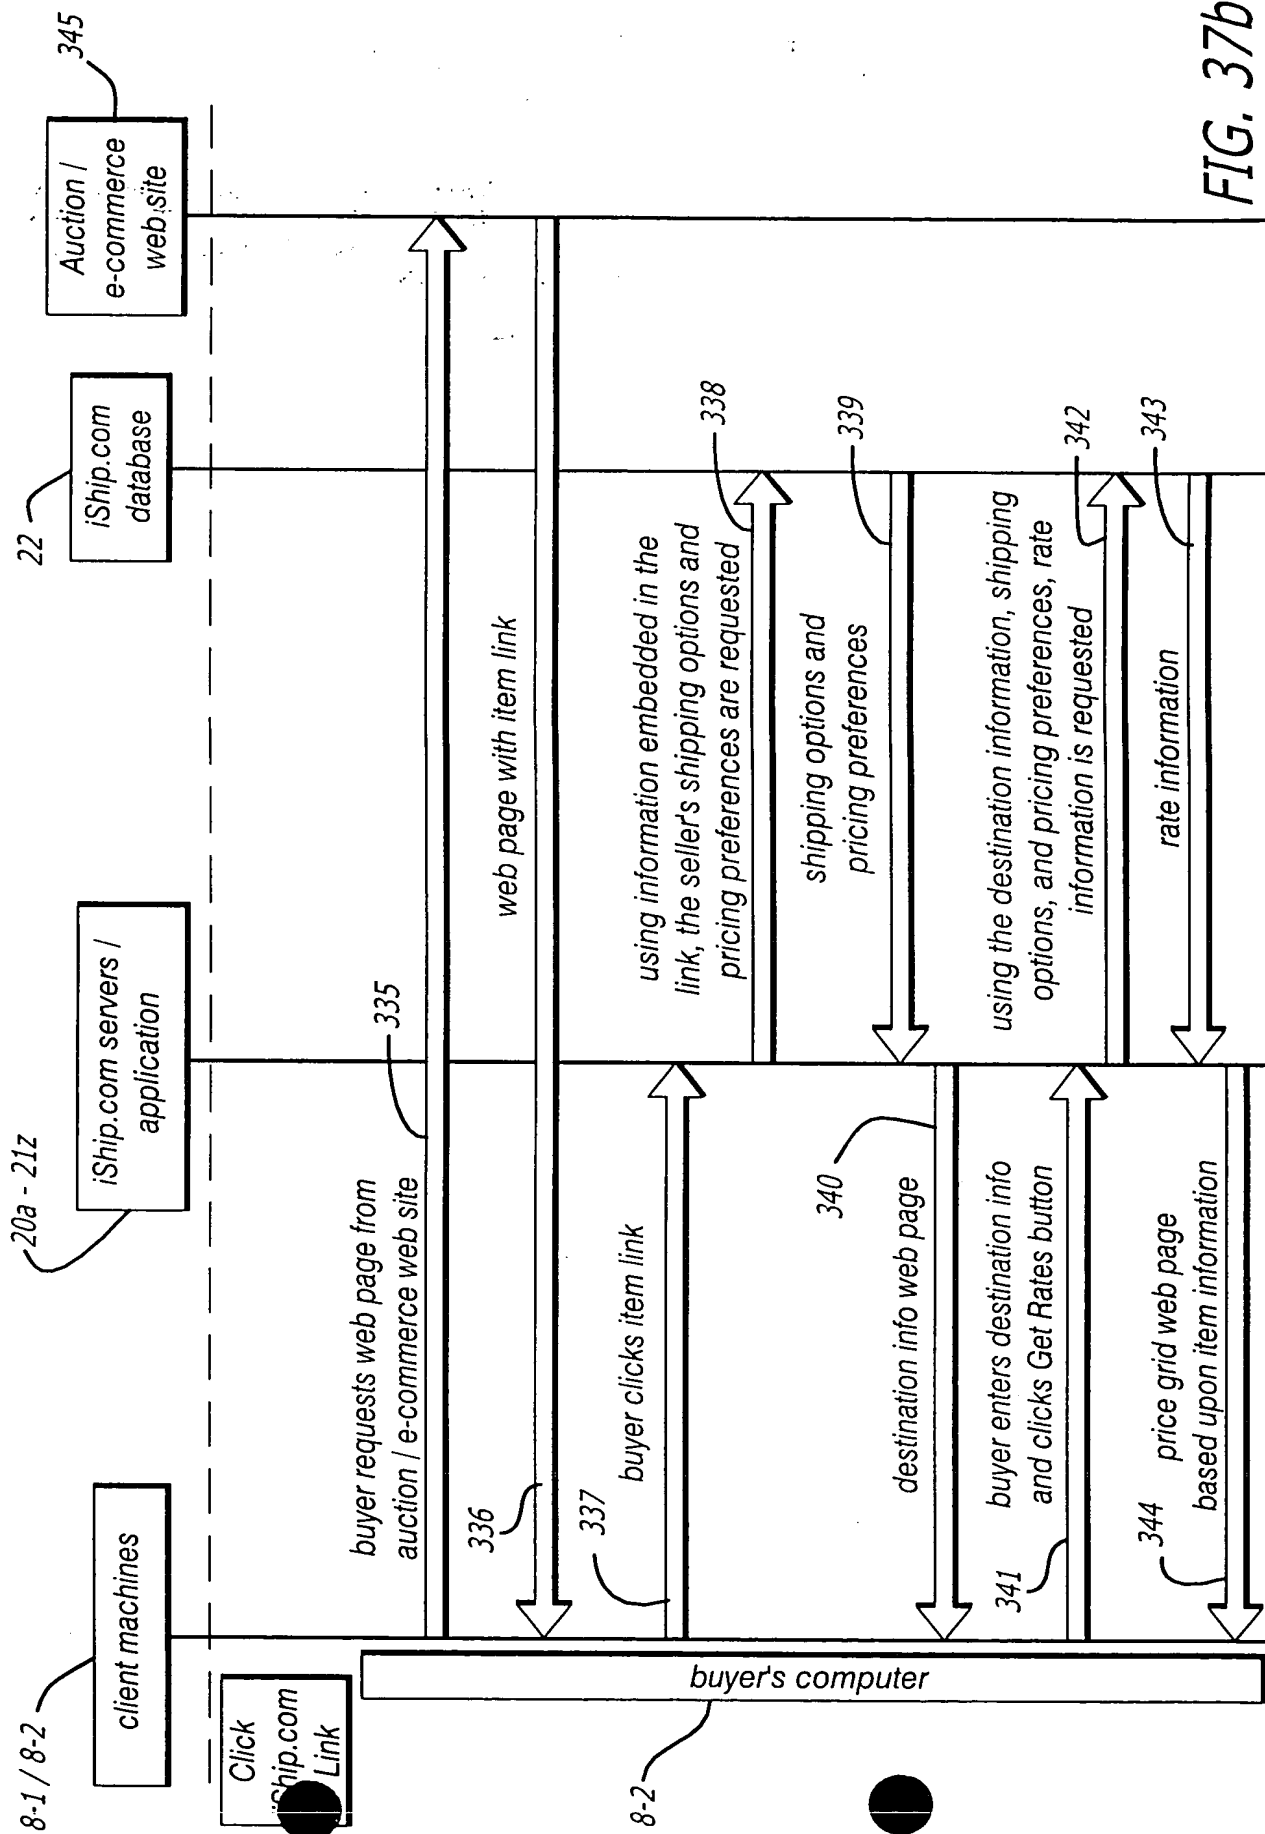 8-1 / 8-2
client machines
20a - 21z
iShip.com servers /
application
22
iShip.com
database
345
Auction /
e-commerce
web site
Click
iShip.com
Link
buyer requests web page from
auction / e-commerce web site
335
336
web page with item link
337
buyer clicks item link
using information embedded in the
link, the seller's shipping options and
pricing preferences are requested
338
shipping options and
pricing preferences
339
8-2
buyer's computer
340
destination info web page
341
buyer enters destination info
and clicks Get Rates button
using the destination information, shipping
options, and pricing preferences, rate
information is requested
342
rate information
343
344
price grid web page
based upon item information
FIG. 37b